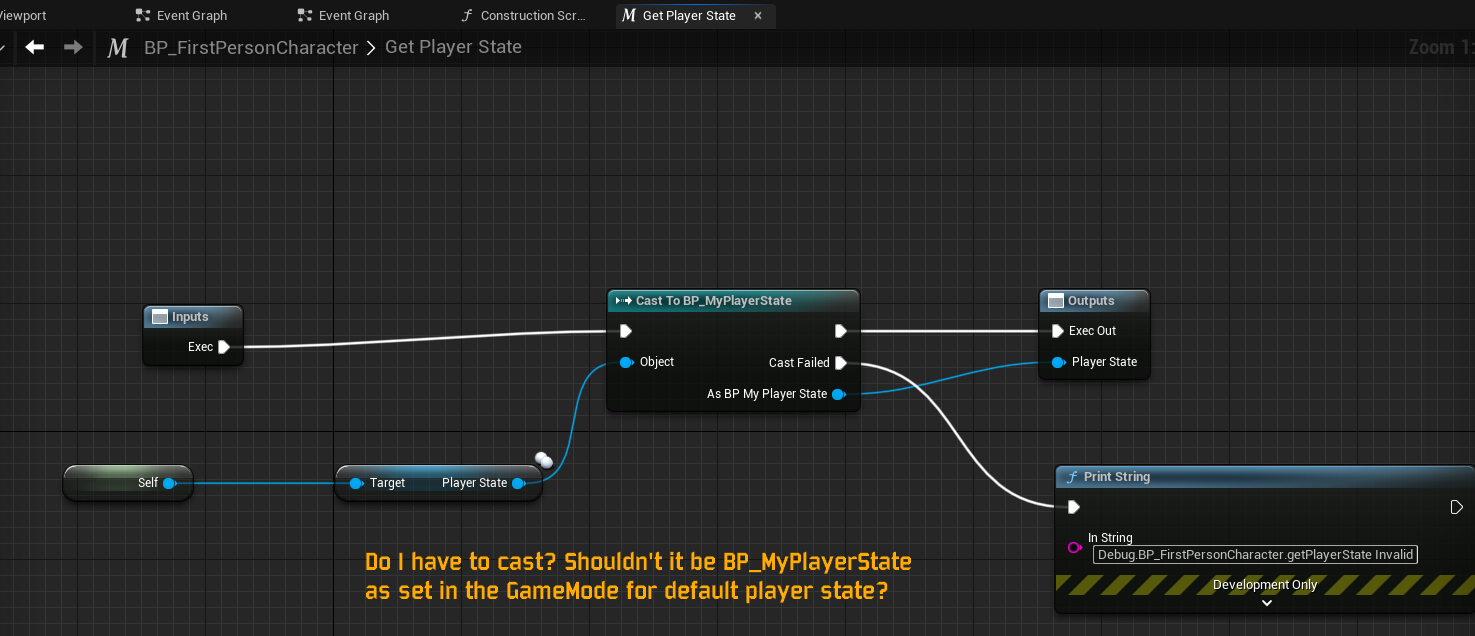 Viewport
Event Graph
Event Graph
Construction Scr...
Get Player State
BP_FirstPersonCharacter > Get Player State
Zoom 1:
Inputs
Exec
Cast To BP_MyPlayerState
Object
Cast Failed
As BP My Player State
Outputs
Exec Out
Player State
Self
Target
Player State
Print String
In String
Debug.BP_FirstPersonCharacter.getPlayerState Invalid
Development Only
Do I have to cast? Shouldn't it be BP_MyPlayerState
as set in the GameMode for default player state?